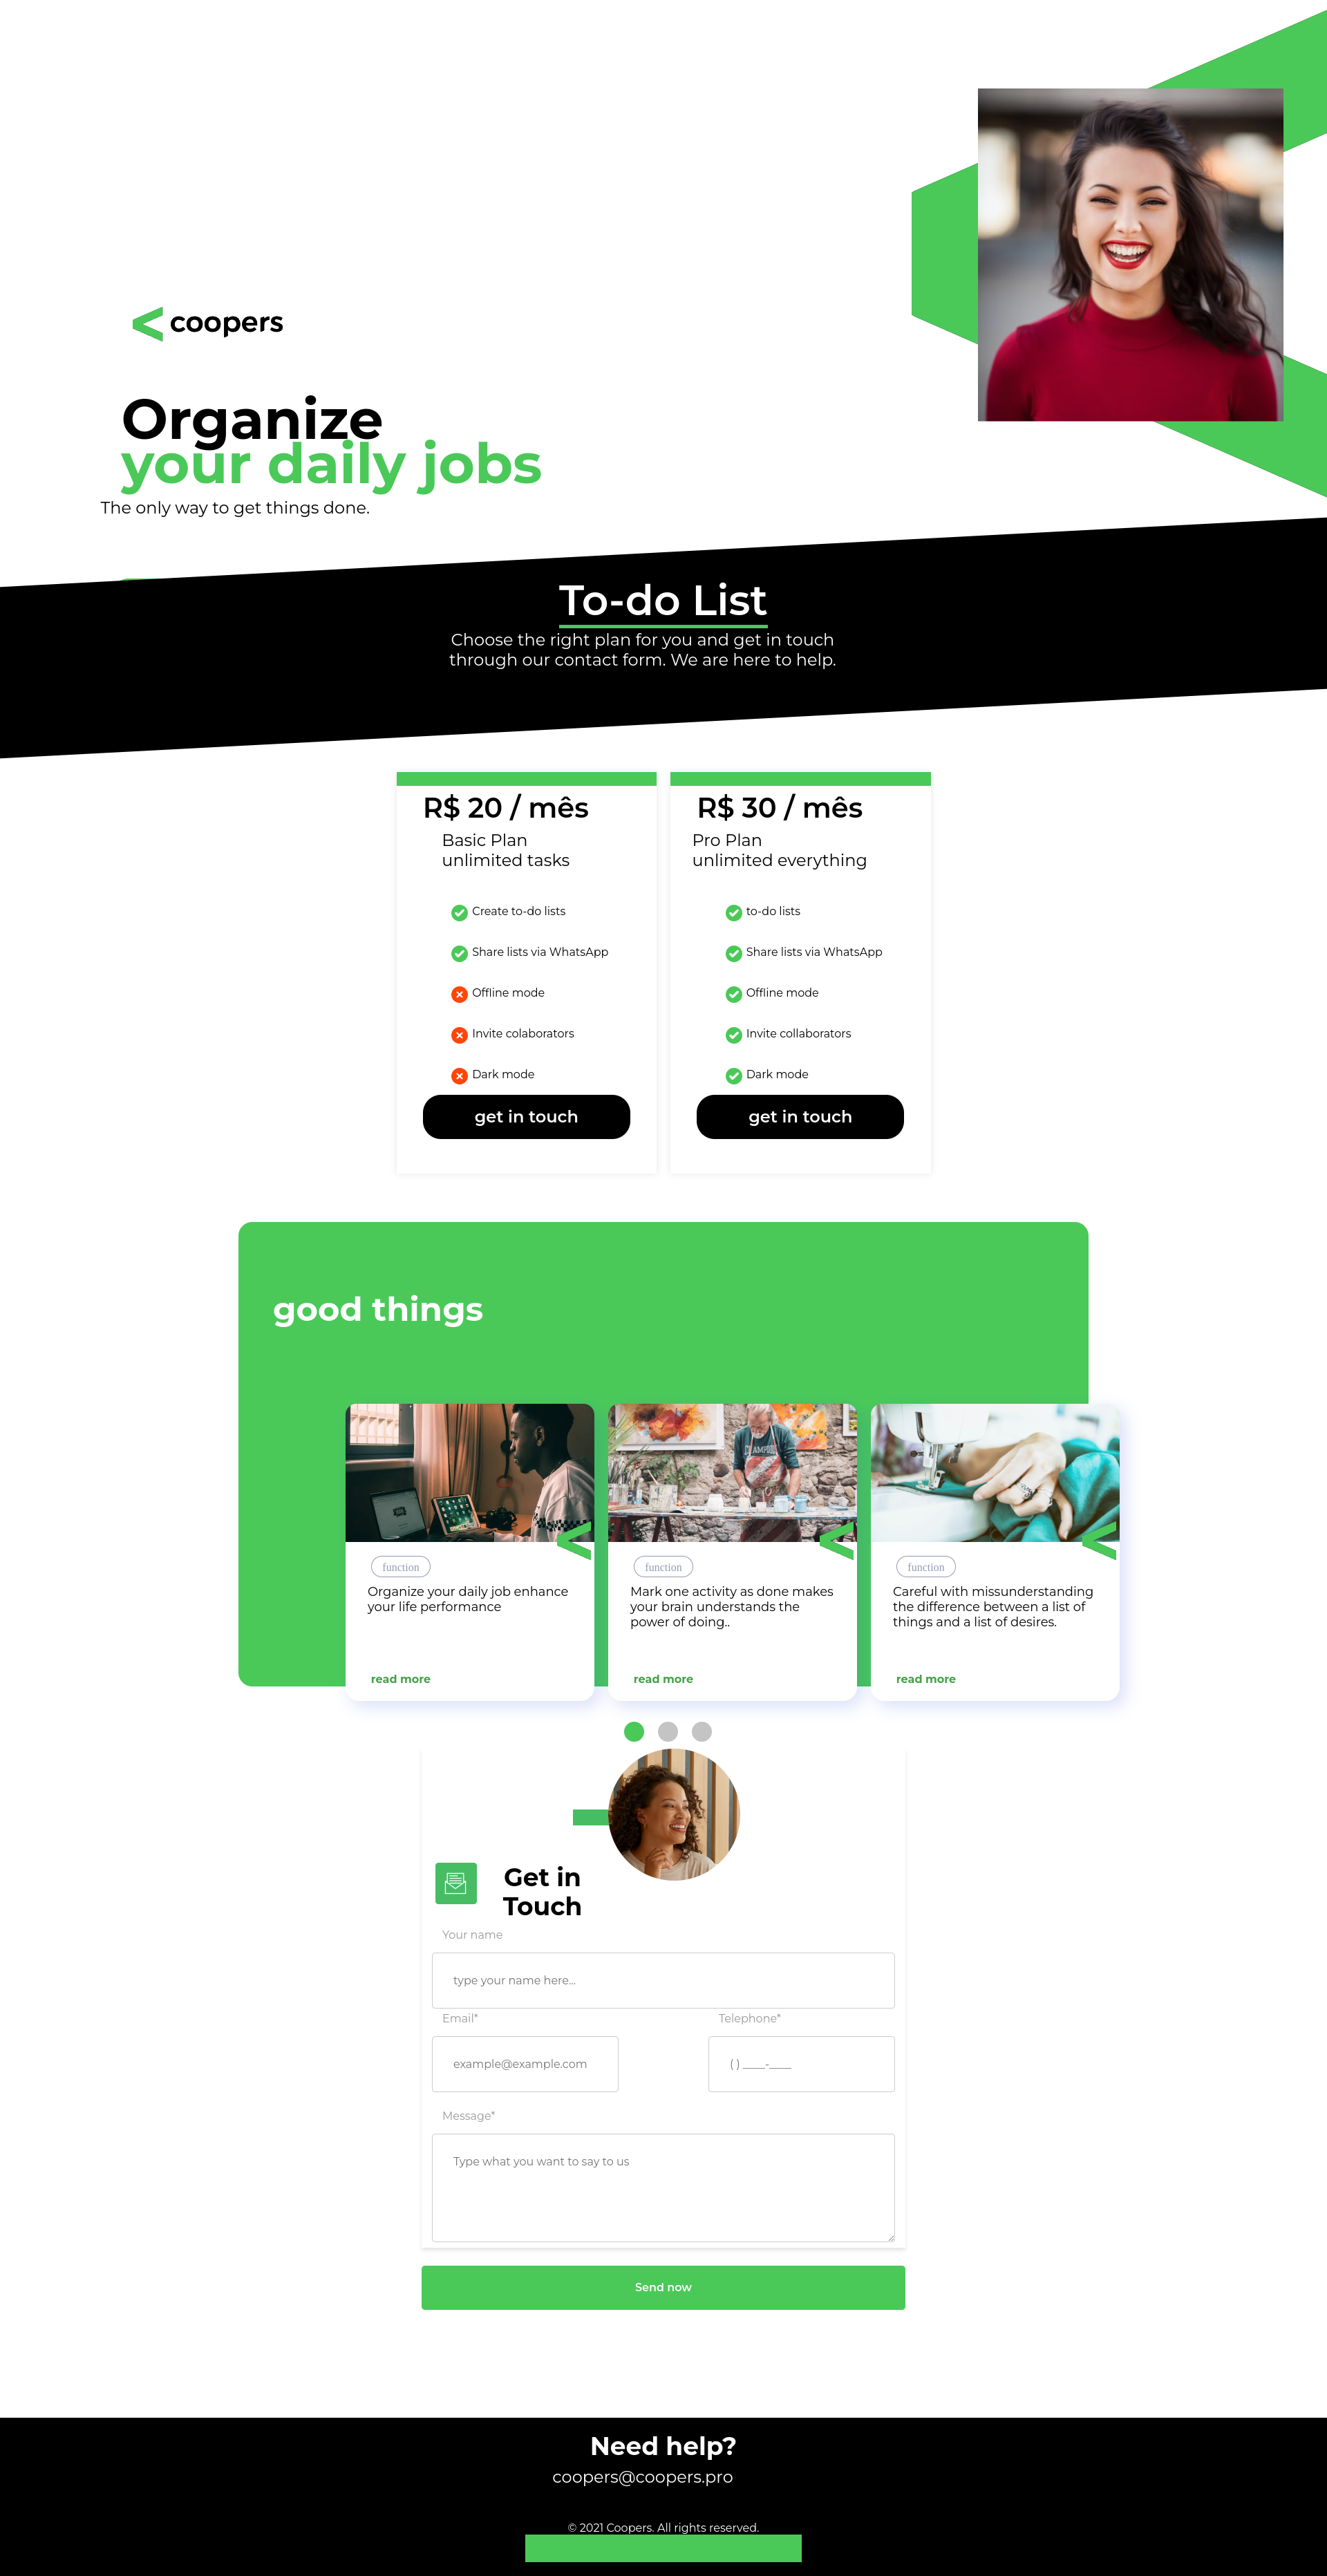 coopers
Organize
your daily jobs
The only way to get things done.
To-do List
Choose the right plan for you and get in touch
through our contact form. We are here to help.
R$ 20 / mês
Basic Plan
unlimited tasks
Create to-do lists
Share lists via WhatsApp
Offline mode
Invite colaborators
Dark mode
get in touch
R$ 30 / mês
Pro Plan
unlimited everything
to-do lists
Share lists via WhatsApp
Offline mode
Invite collaborators
Dark mode
get in touch
good things
function
Organize your daily job enhance
your life performance
read more
function
Mark one activity as done makes
your brain understands the
power of doing..
read more
function
Careful with missunderstanding
the difference between a list of
things and a list of desires.
read more
Get in
Touch
Your name
type your name here...
Email*
Telephone*
example@example.com
( ) ____-____
Message*
Type what you want to say to us
Send now
Need help?
coopers@coopers.pro
© 2021 Coopers. All rights reserved.